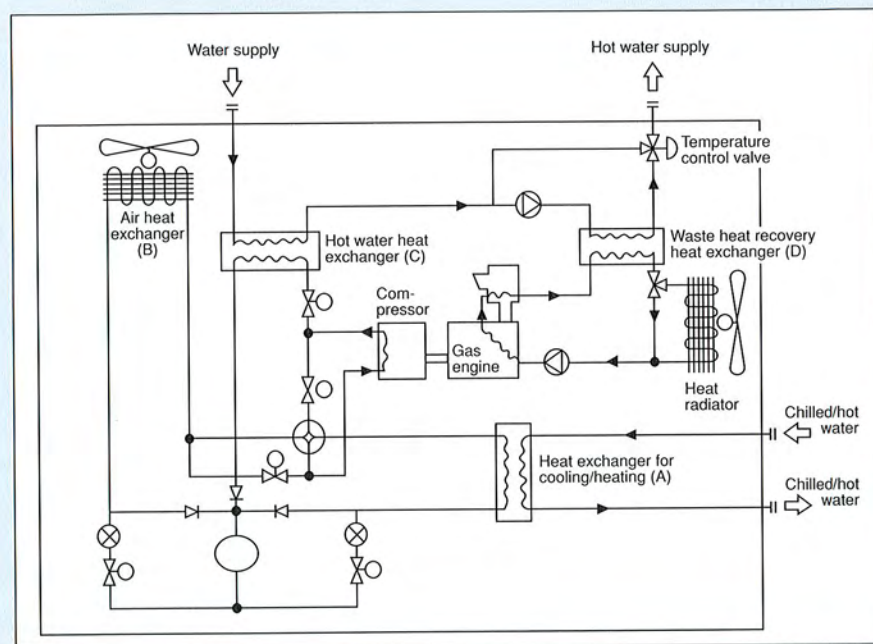 Water supply
Hot water supply
Temperature
control valve
Air heat
exchanger
(B)
Hot water heat
exchanger (C)
Waste heat recovery
heat exchanger (D)
Com-
pressor
Gas
engine
Heat
radiator
Chilled/hot
water
Heat exchanger for
cooling/heating (A)
Chilled/hot
water